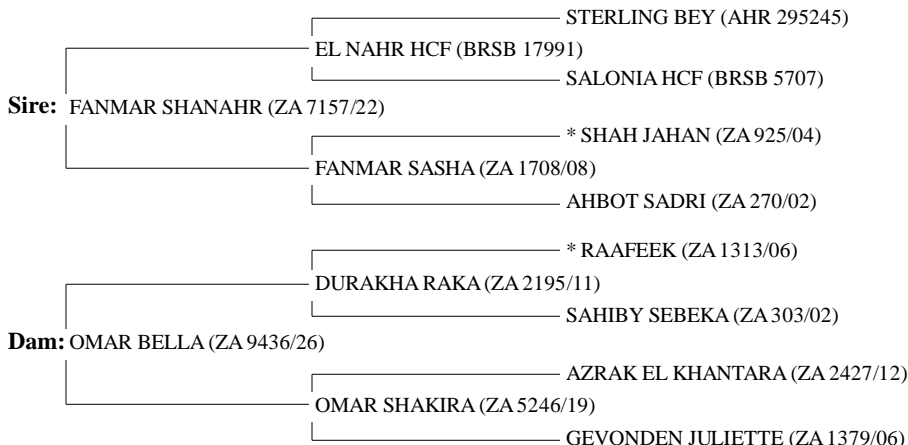 STERLING BEY (AHR 295245)
EL NAHR HCF (BRSB 17991)
SALONIA HCF (BRSB 5707)
Sire: FANMAR SHANAHR (ZA 7157/22)
* SHAH JAHAN (ZA 925/04)
FANMAR SASHA (ZA 1708/08)
AHBOT SADRI (ZA 270/02)
* RAAFEEK (ZA 1313/06)
DURAKHA RAKA (ZA 2195/11)
SAHIBY SEBEKA (ZA 303/02)
Dam: OMAR BELLA (ZA 9436/26)
AZRAK EL KHANTARA (ZA 2427/12)
OMAR SHAKIRA (ZA 5246/19)
GEVONDEN JULIETTE (ZA 1379/06)